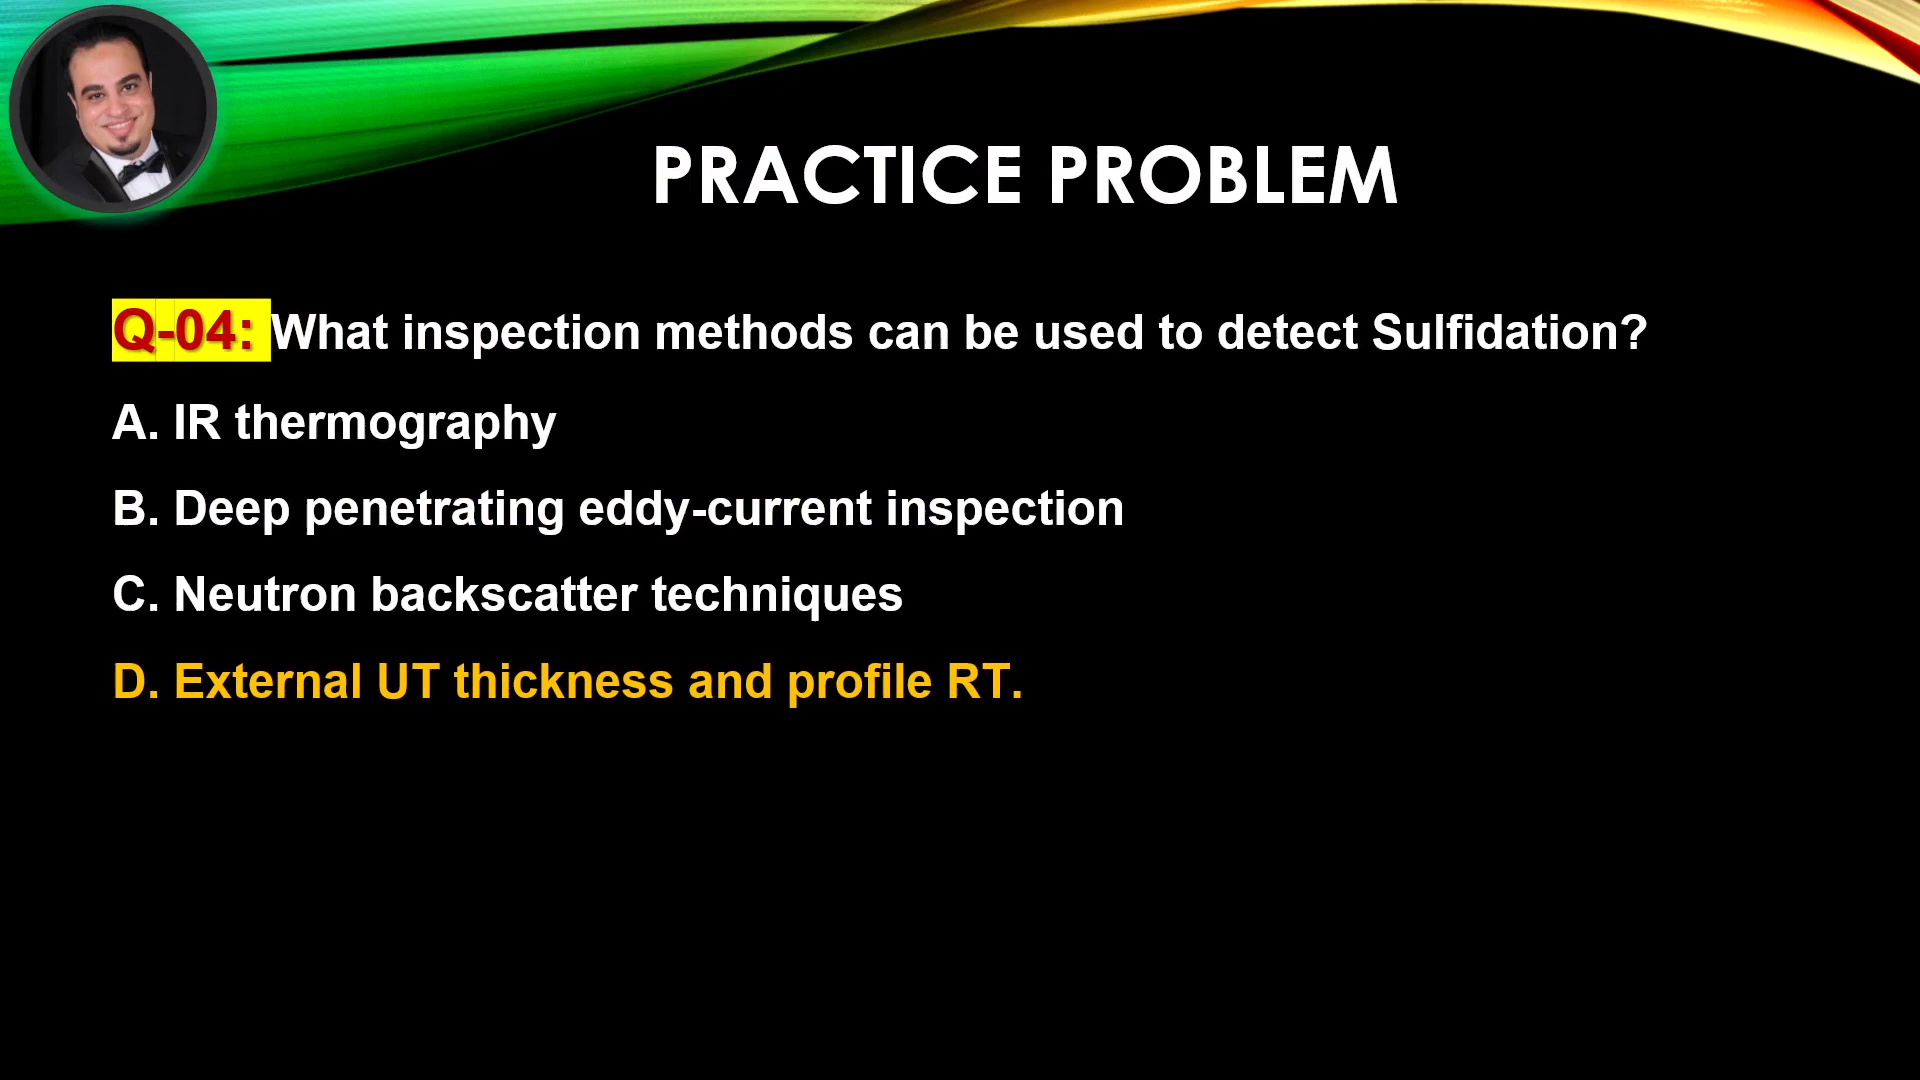 PRACTICE PROBLEM
Q-04: What inspection methods can be used to detect Sulfidation?
A. IR thermography
B. Deep penetrating eddy-current inspection
C. Neutron backscatter techniques
D. External UT thickness and profile RT.